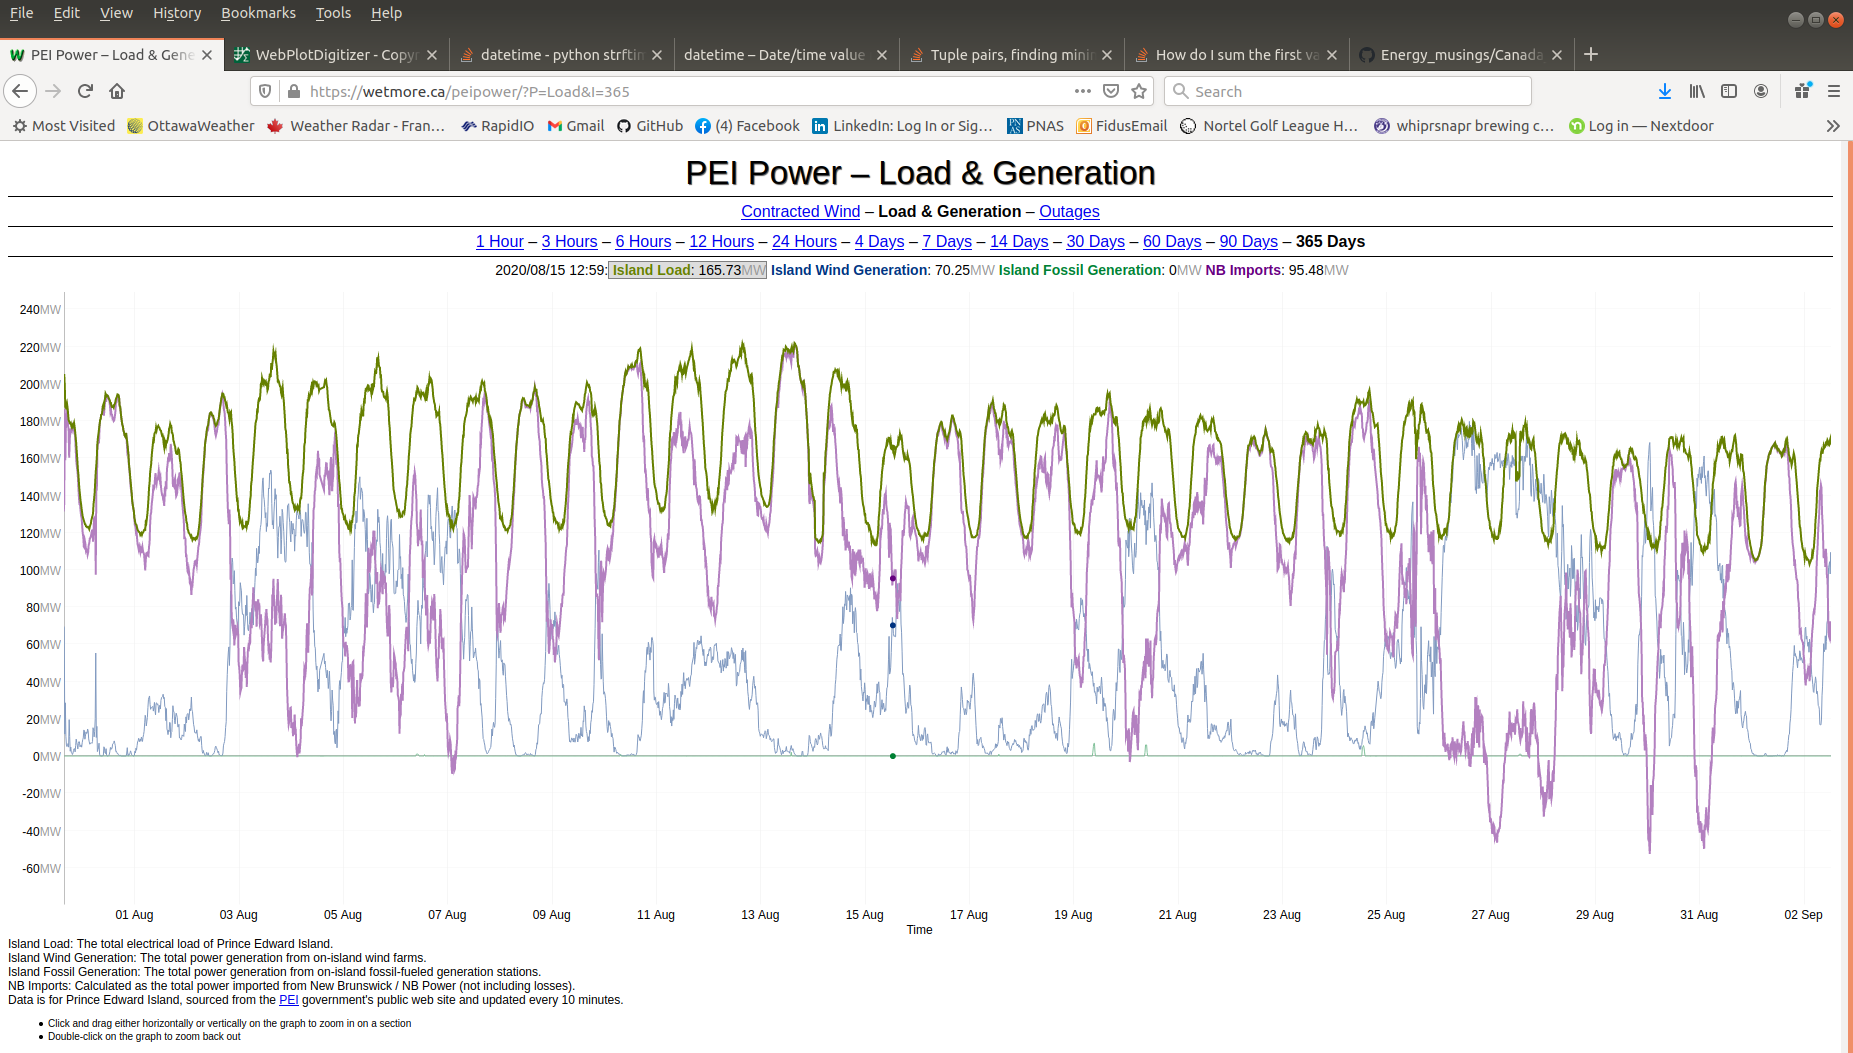 File Edit View History Bookmarks Tools Help
PEI Power – Load & Gene
WebPlotDigitizer - Copyr
datetime - python strftim
datetime – Date/time value
Tuple pairs, finding minim
How do I sum the first va
Energy_musings/Canada
https://wetmore.ca/peipower/?P=Load&I=365
Search
Most Visited OttawaWeather Weather Radar - Fran… RapidIO Gmail GitHub (4) Facebook LinkedIn: Log In or Sig… PNAS FidusEmail Nortel Golf League H… whiprsnapr brewing c… Log in — Nextdoor
PEI Power – Load & Generation
Contracted Wind – Load & Generation – Outages
1 Hour – 3 Hours – 6 Hours – 12 Hours – 24 Hours – 4 Days – 7 Days – 14 Days – 30 Days – 60 Days – 90 Days – 365 Days
2020/08/15 12:59: Island Load: 165.73MW Island Wind Generation: 70.25MW Island Fossil Generation: 0MW NB Imports: 95.48MW
240MW
220MW
200MW
180MW
160MW
140MW
120MW
100MW
80MW
60MW
40MW
20MW
0MW
-20MW
-40MW
-60MW
01 Aug 03 Aug 05 Aug 07 Aug 09 Aug 11 Aug 13 Aug 15 Aug 17 Aug 19 Aug 21 Aug 23 Aug 25 Aug 27 Aug 29 Aug 31 Aug 02 Sep
Time
Island Load: The total electrical load of Prince Edward Island.
Island Wind Generation: The total power generation from on-island wind farms.
Island Fossil Generation: The total power generation from on-island fossil-fueled generation stations.
NB Imports: Calculated as the total power imported from New Brunswick / NB Power (not including losses).
Data is for Prince Edward Island, sourced from the PEI government's public web site and updated every 10 minutes.
• Click and drag either horizontally or vertically on the graph to zoom in on a section
• Double-click on the graph to zoom back out